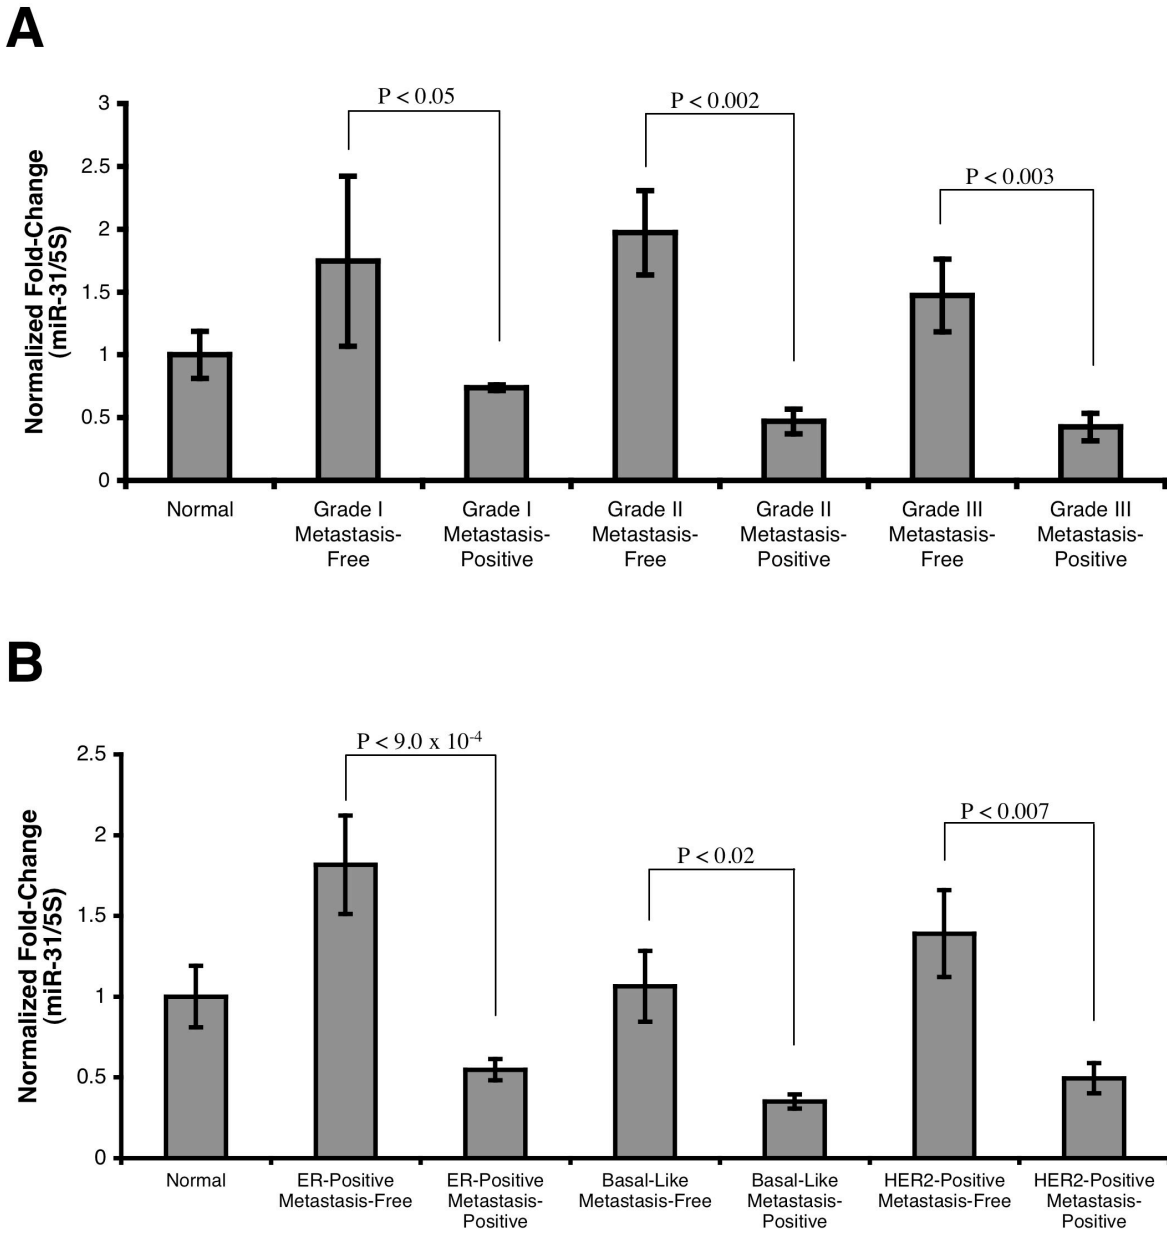 A
Normalized Fold-Change
(miR-31/5S)
3
2.5
2
1.5
1
0.5
0
P < 0.05
P < 0.002
P < 0.003
Normal
Grade I
Metastasis-
Free
Grade I
Metastasis-
Positive
Grade II
Metastasis-
Free
Grade II
Metastasis-
Positive
Grade III
Metastasis-
Free
Grade III
Metastasis-
Positive
B
Normalized Fold-Change
(miR-31/5S)
2.5
2
1.5
1
0.5
0
P < 9.0 x 10⁻⁴
P < 0.02
P < 0.007
Normal
ER-Positive
Metastasis-Free
ER-Positive
Metastasis-
Positive
Basal-Like
Metastasis-Free
Basal-Like
Metastasis-
Positive
HER2-Positive
Metastasis-Free
HER2-Positive
Metastasis-
Positive